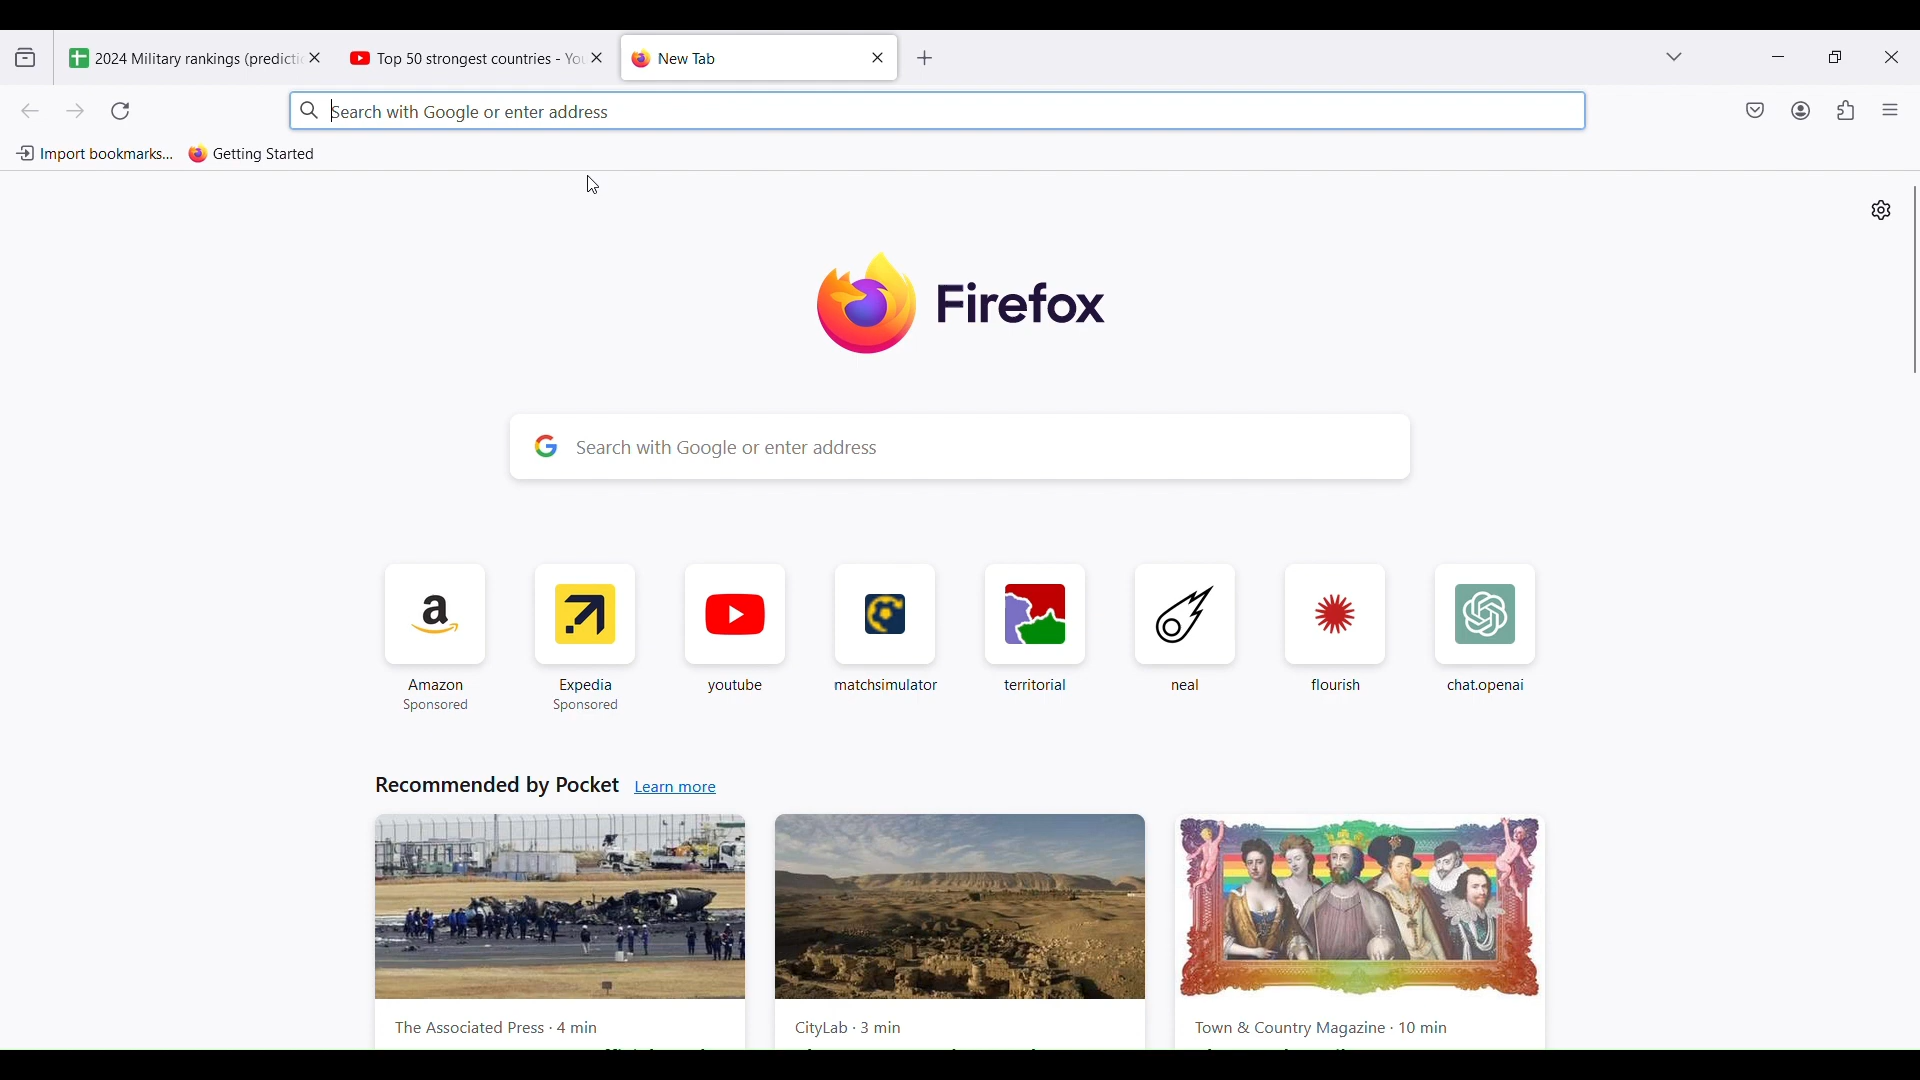 2024 Military rankings (predictic
Top 50 strongest countries - You
New Tab
Search with Google or enter address
Import bookmarks...
Getting Started
Firefox
Search with Google or enter address
Amazon
Sponsored
Expedia
Sponsored
youtube
matchsimulator
territorial
neal
flourish
chat.openai
Recommended by Pocket Learn more
The Associated Press · 4 min
CityLab · 3 min
Town & Country Magazine · 10 min